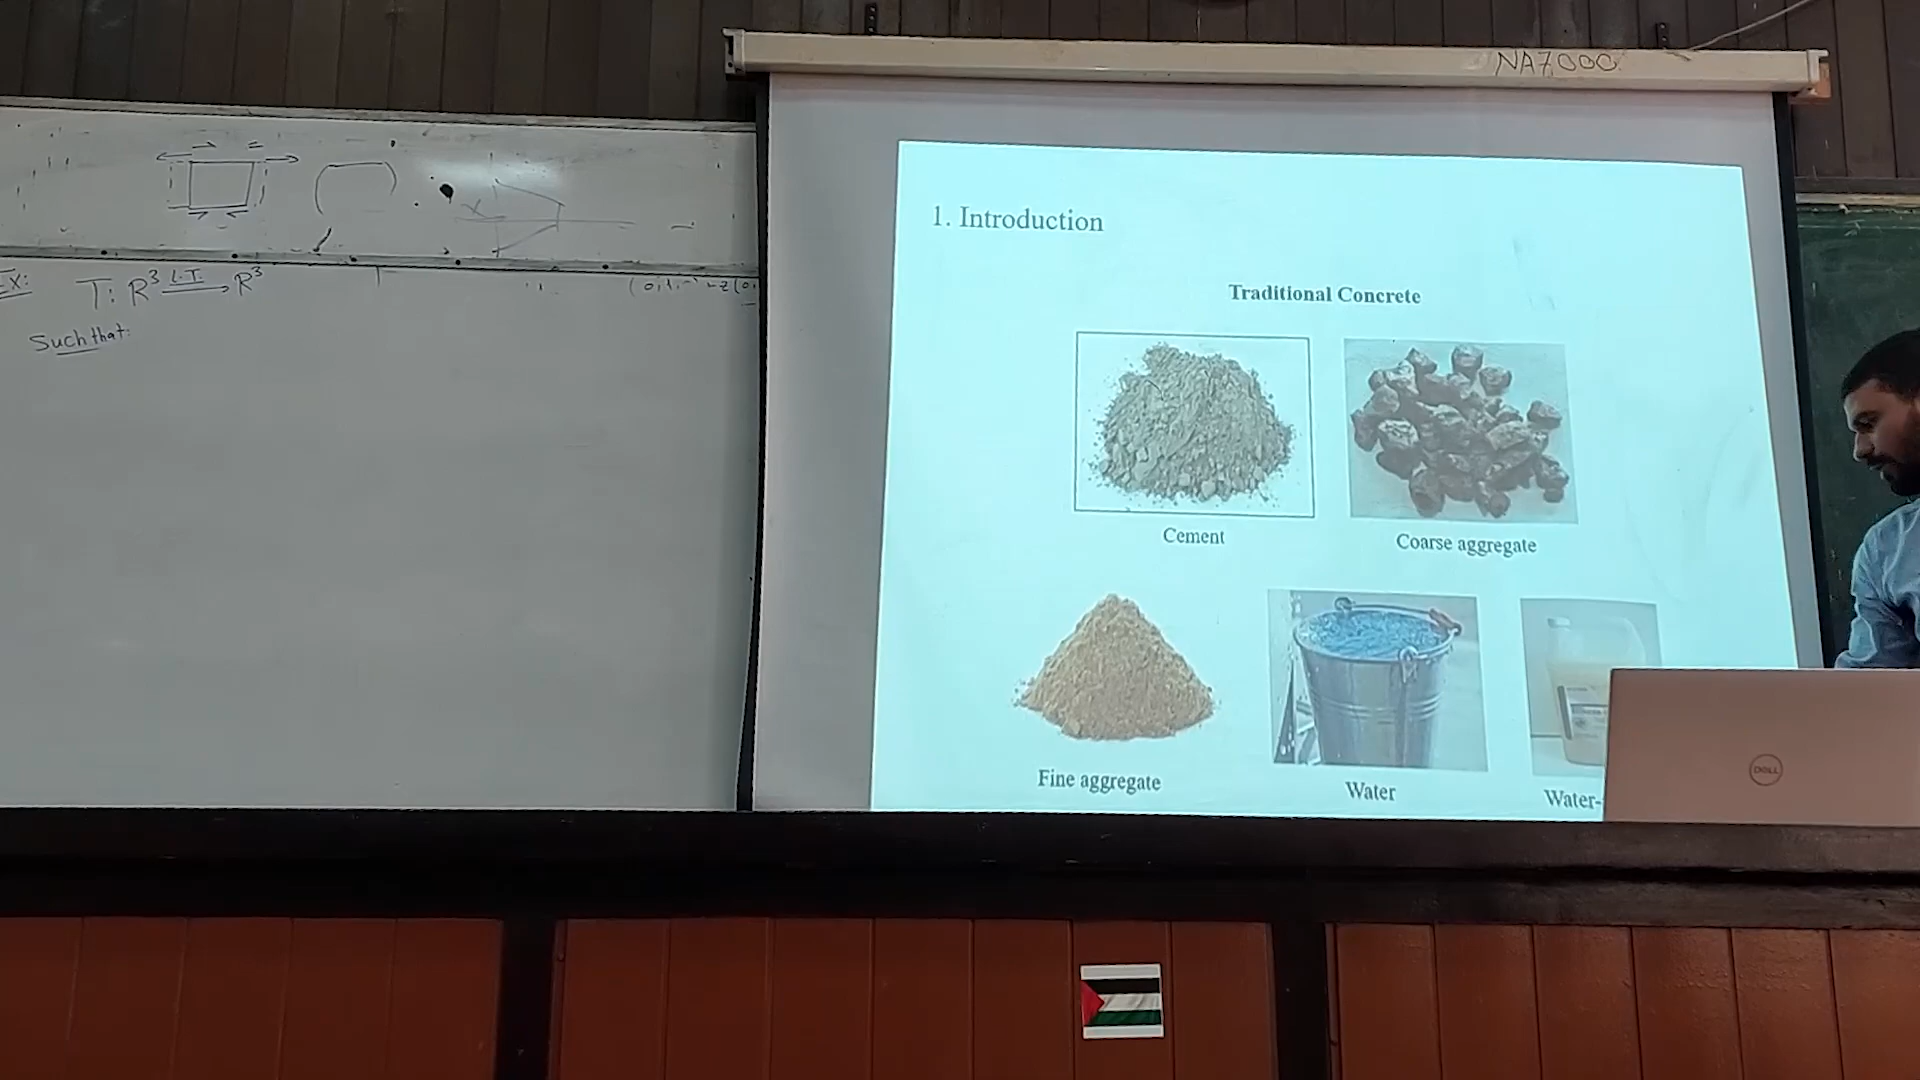 NA7000
EX: T: R³ L.T. R³
Such that:
1. Introduction
Traditional Concrete
Cement
Coarse aggregate
Fine aggregate
Water
Water-
DELL